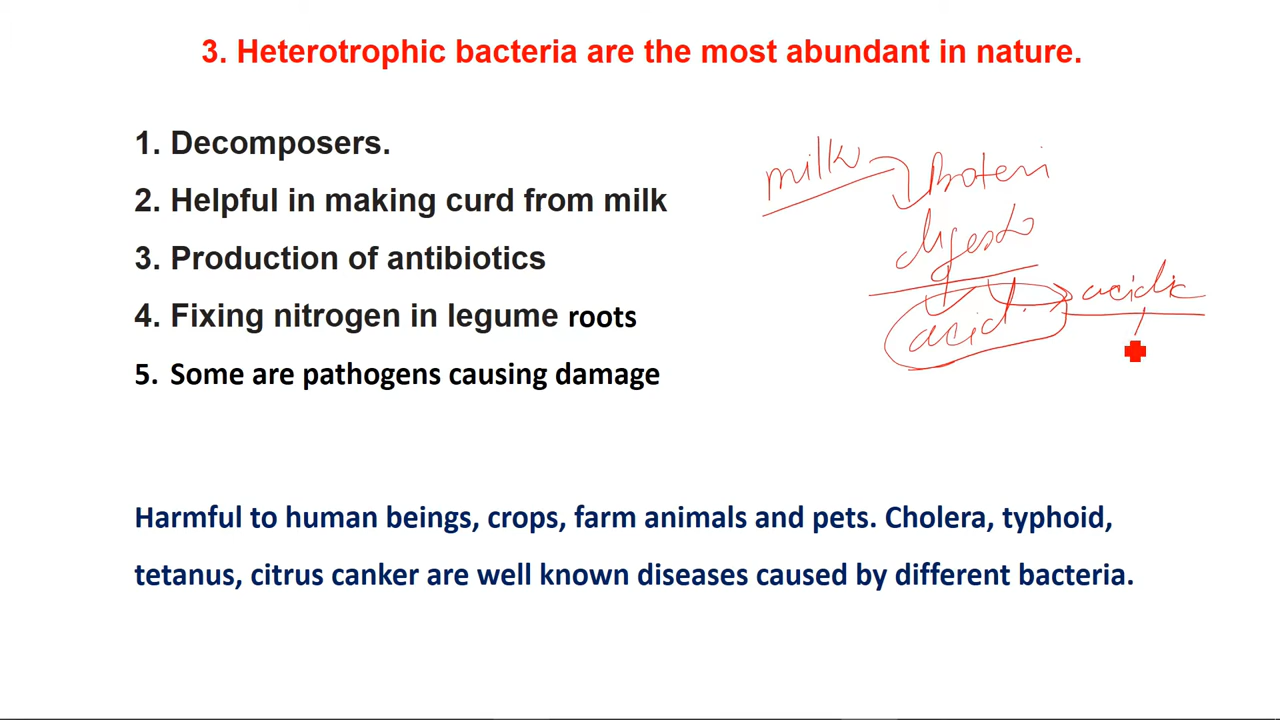 3. Heterotrophic bacteria are the most abundant in nature.
1. Decomposers.
2. Helpful in making curd from milk
3. Production of antibiotics
4. Fixing nitrogen in legume roots
5. Some are pathogens causing damage
milk
Protein
digest
acid
acidic
Harmful to human beings, crops, farm animals and pets. Cholera, typhoid,
tetanus, citrus canker are well known diseases caused by different bacteria.